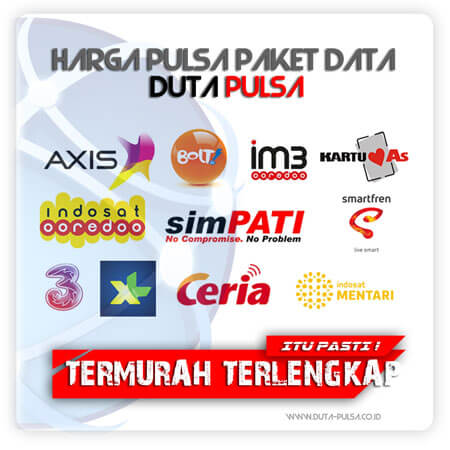 HARGA PULSA PAKET DATA
DUTA PULSA
AXIS
BOLT!
im3
ooredoo
KARTU As
indosat
ooredoo
simPATI
No Compromise. No Problem
smartfren
live smart
3
XL
Ceria
indosat
MENTARI
ITU PASTI !
TERMURAH TERLENGKAP
WWW.DUTA-PULSA.CO.ID